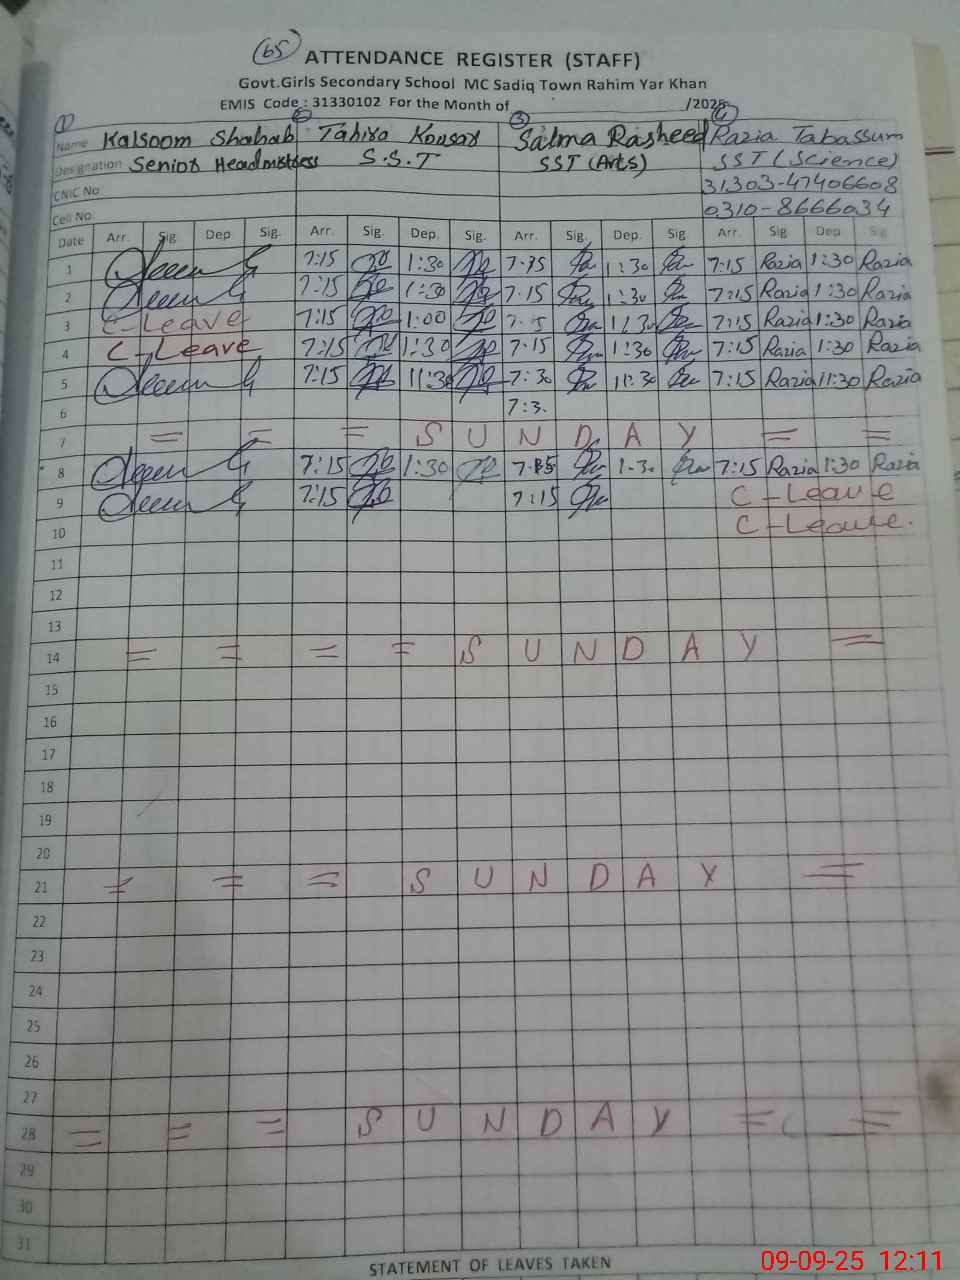 65
ATTENDANCE REGISTER (STAFF)
Govt.Girls Secondary School MC Sadiq Town Rahim Yar Khan
EMIS Code : 31330102 For the Month of /2025
1 2 3 4
Name Kalsoom Shabab Tahira Kousar Salma Rasheed Razia Tabassum
Designation Senior Headmistress S.S.T SST (Arts) SST (Science)
CNIC No 31303-47406608
Cell No 0310-8666034
Date Arr. Sig. Dep Sig. Arr. Sig. Dep. Sig. Arr. Sig. Dep. Sig. Arr. Sig Dep Sig
1 7:15 1:30 7·15 1:30 7:15 Razia 1:30 Razia
2 7:15 1:30 7·15 1:30 7:15 Razia 1:30 Razia
3 C-Leave 7:15 1:00 7:15 Razia 1:30 Razia
4 C-Leave 7:15 1:30 7·15 1:30 7:15 Razia 1:30 Razia
5 7:15 11:30 7:30 11:30 7:15 Razia 11:30 Razia
6 7:3.
7 = = = S U N D A Y = =
8 7:15 1:30 7·15 1·30 7:15 Razia 1:30 Razia
9 7:15 7:15 C-Leave
10 C-Leave.
11
12
13
14 = = = = S U N D A Y =
15
16
17
18
19
20
21 = = = S U N D A Y =
22
23
24
25
26
27
28 = = = S U N D A Y = =
29
30
31
STATEMENT OF LEAVES TAKEN
09-09-25 12:11